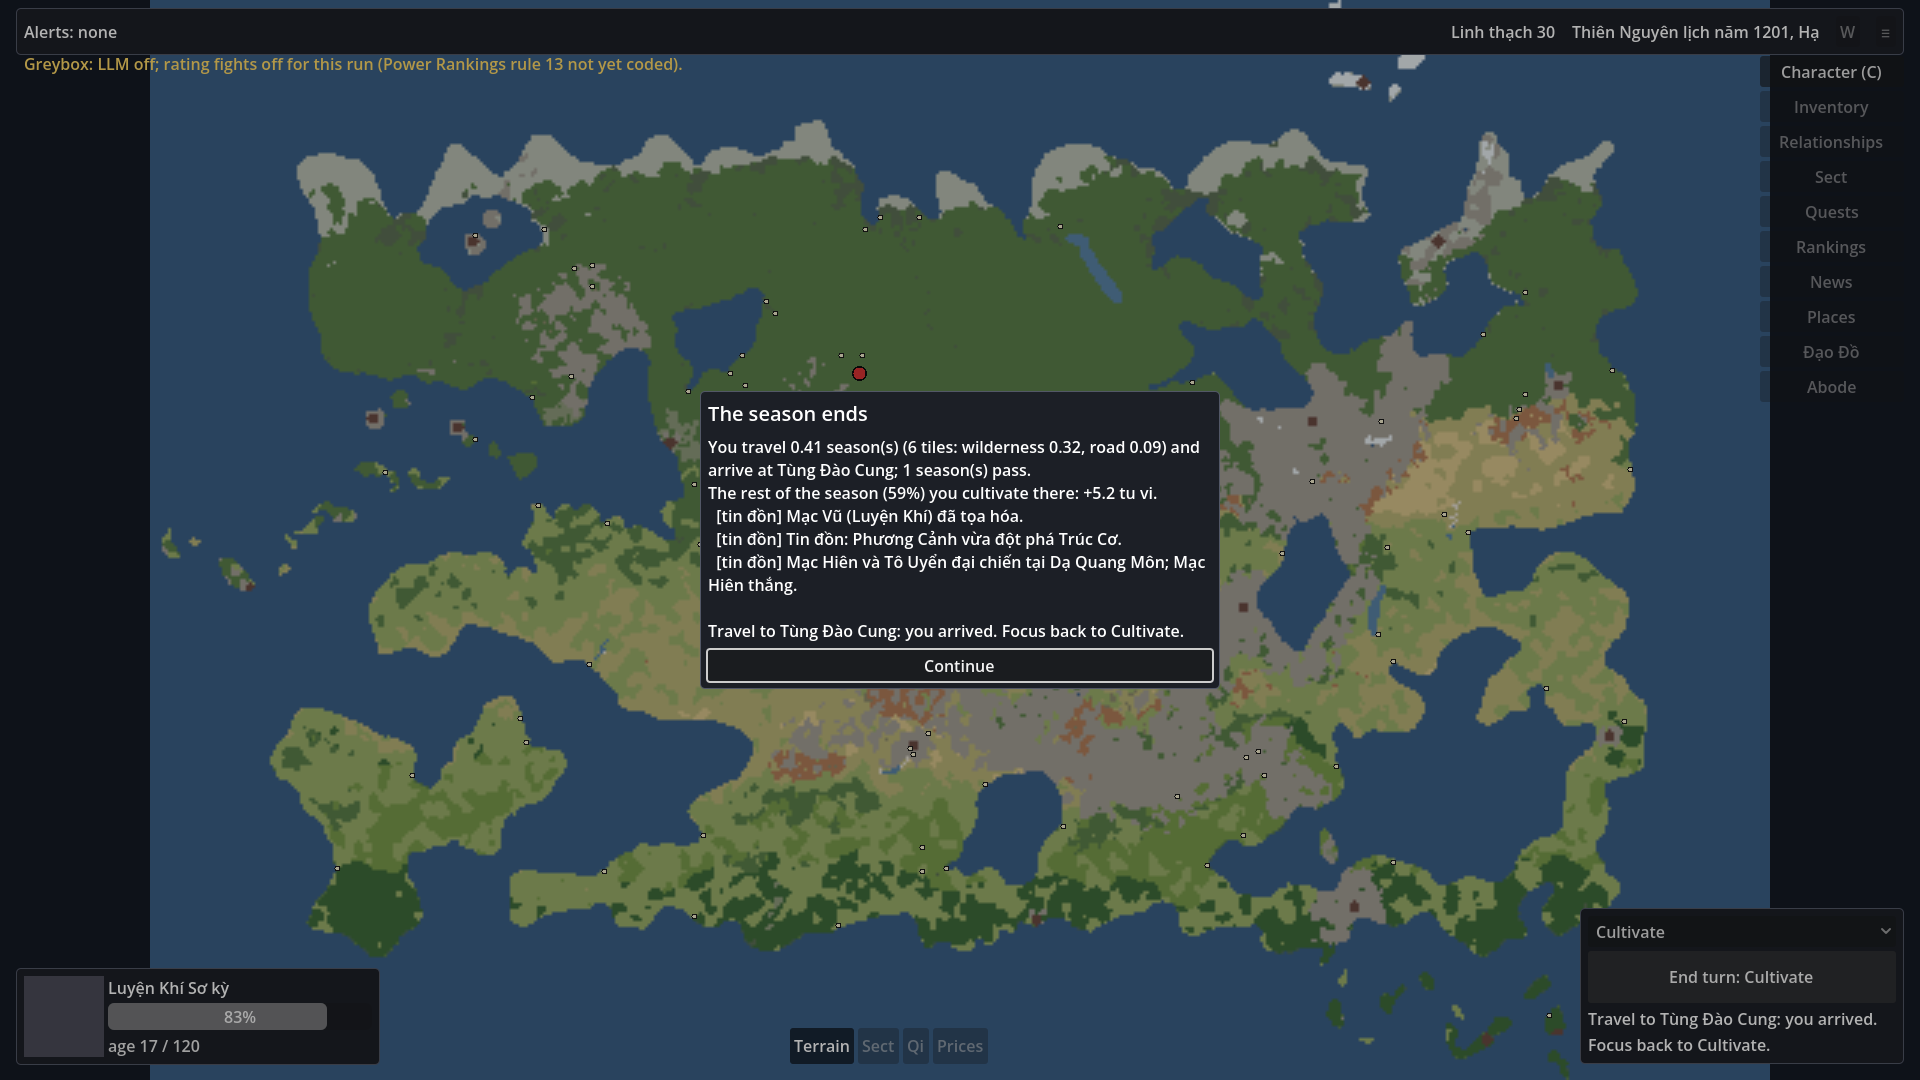 Alerts: none
Linh thạch 30 Thiên Nguyên lịch năm 1201, Hạ W ≡
Greybox: LLM off; rating fights off for this run (Power Rankings rule 13 not yet coded).
Character (C)
Inventory
Relationships
Sect
Quests
Rankings
News
Places
Đạo Đồ
Abode
The season ends
You travel 0.41 season(s) (6 tiles: wilderness 0.32, road 0.09) and
arrive at Tùng Đào Cung; 1 season(s) pass.
The rest of the season (59%) you cultivate there: +5.2 tu vi.
[tin đồn] Mạc Vũ (Luyện Khí) đã tọa hóa.
[tin đồn] Tin đồn: Phương Cảnh vừa đột phá Trúc Cơ.
[tin đồn] Mạc Hiên và Tô Uyển đại chiến tại Dạ Quang Môn; Mạc
Hiên thắng.
Travel to Tùng Đào Cung: you arrived. Focus back to Cultivate.
Continue
Cultivate
End turn: Cultivate
Travel to Tùng Đào Cung: you arrived.
Focus back to Cultivate.
Luyện Khí Sơ kỳ
83%
age 17 / 120
Terrain Sect Qi Prices